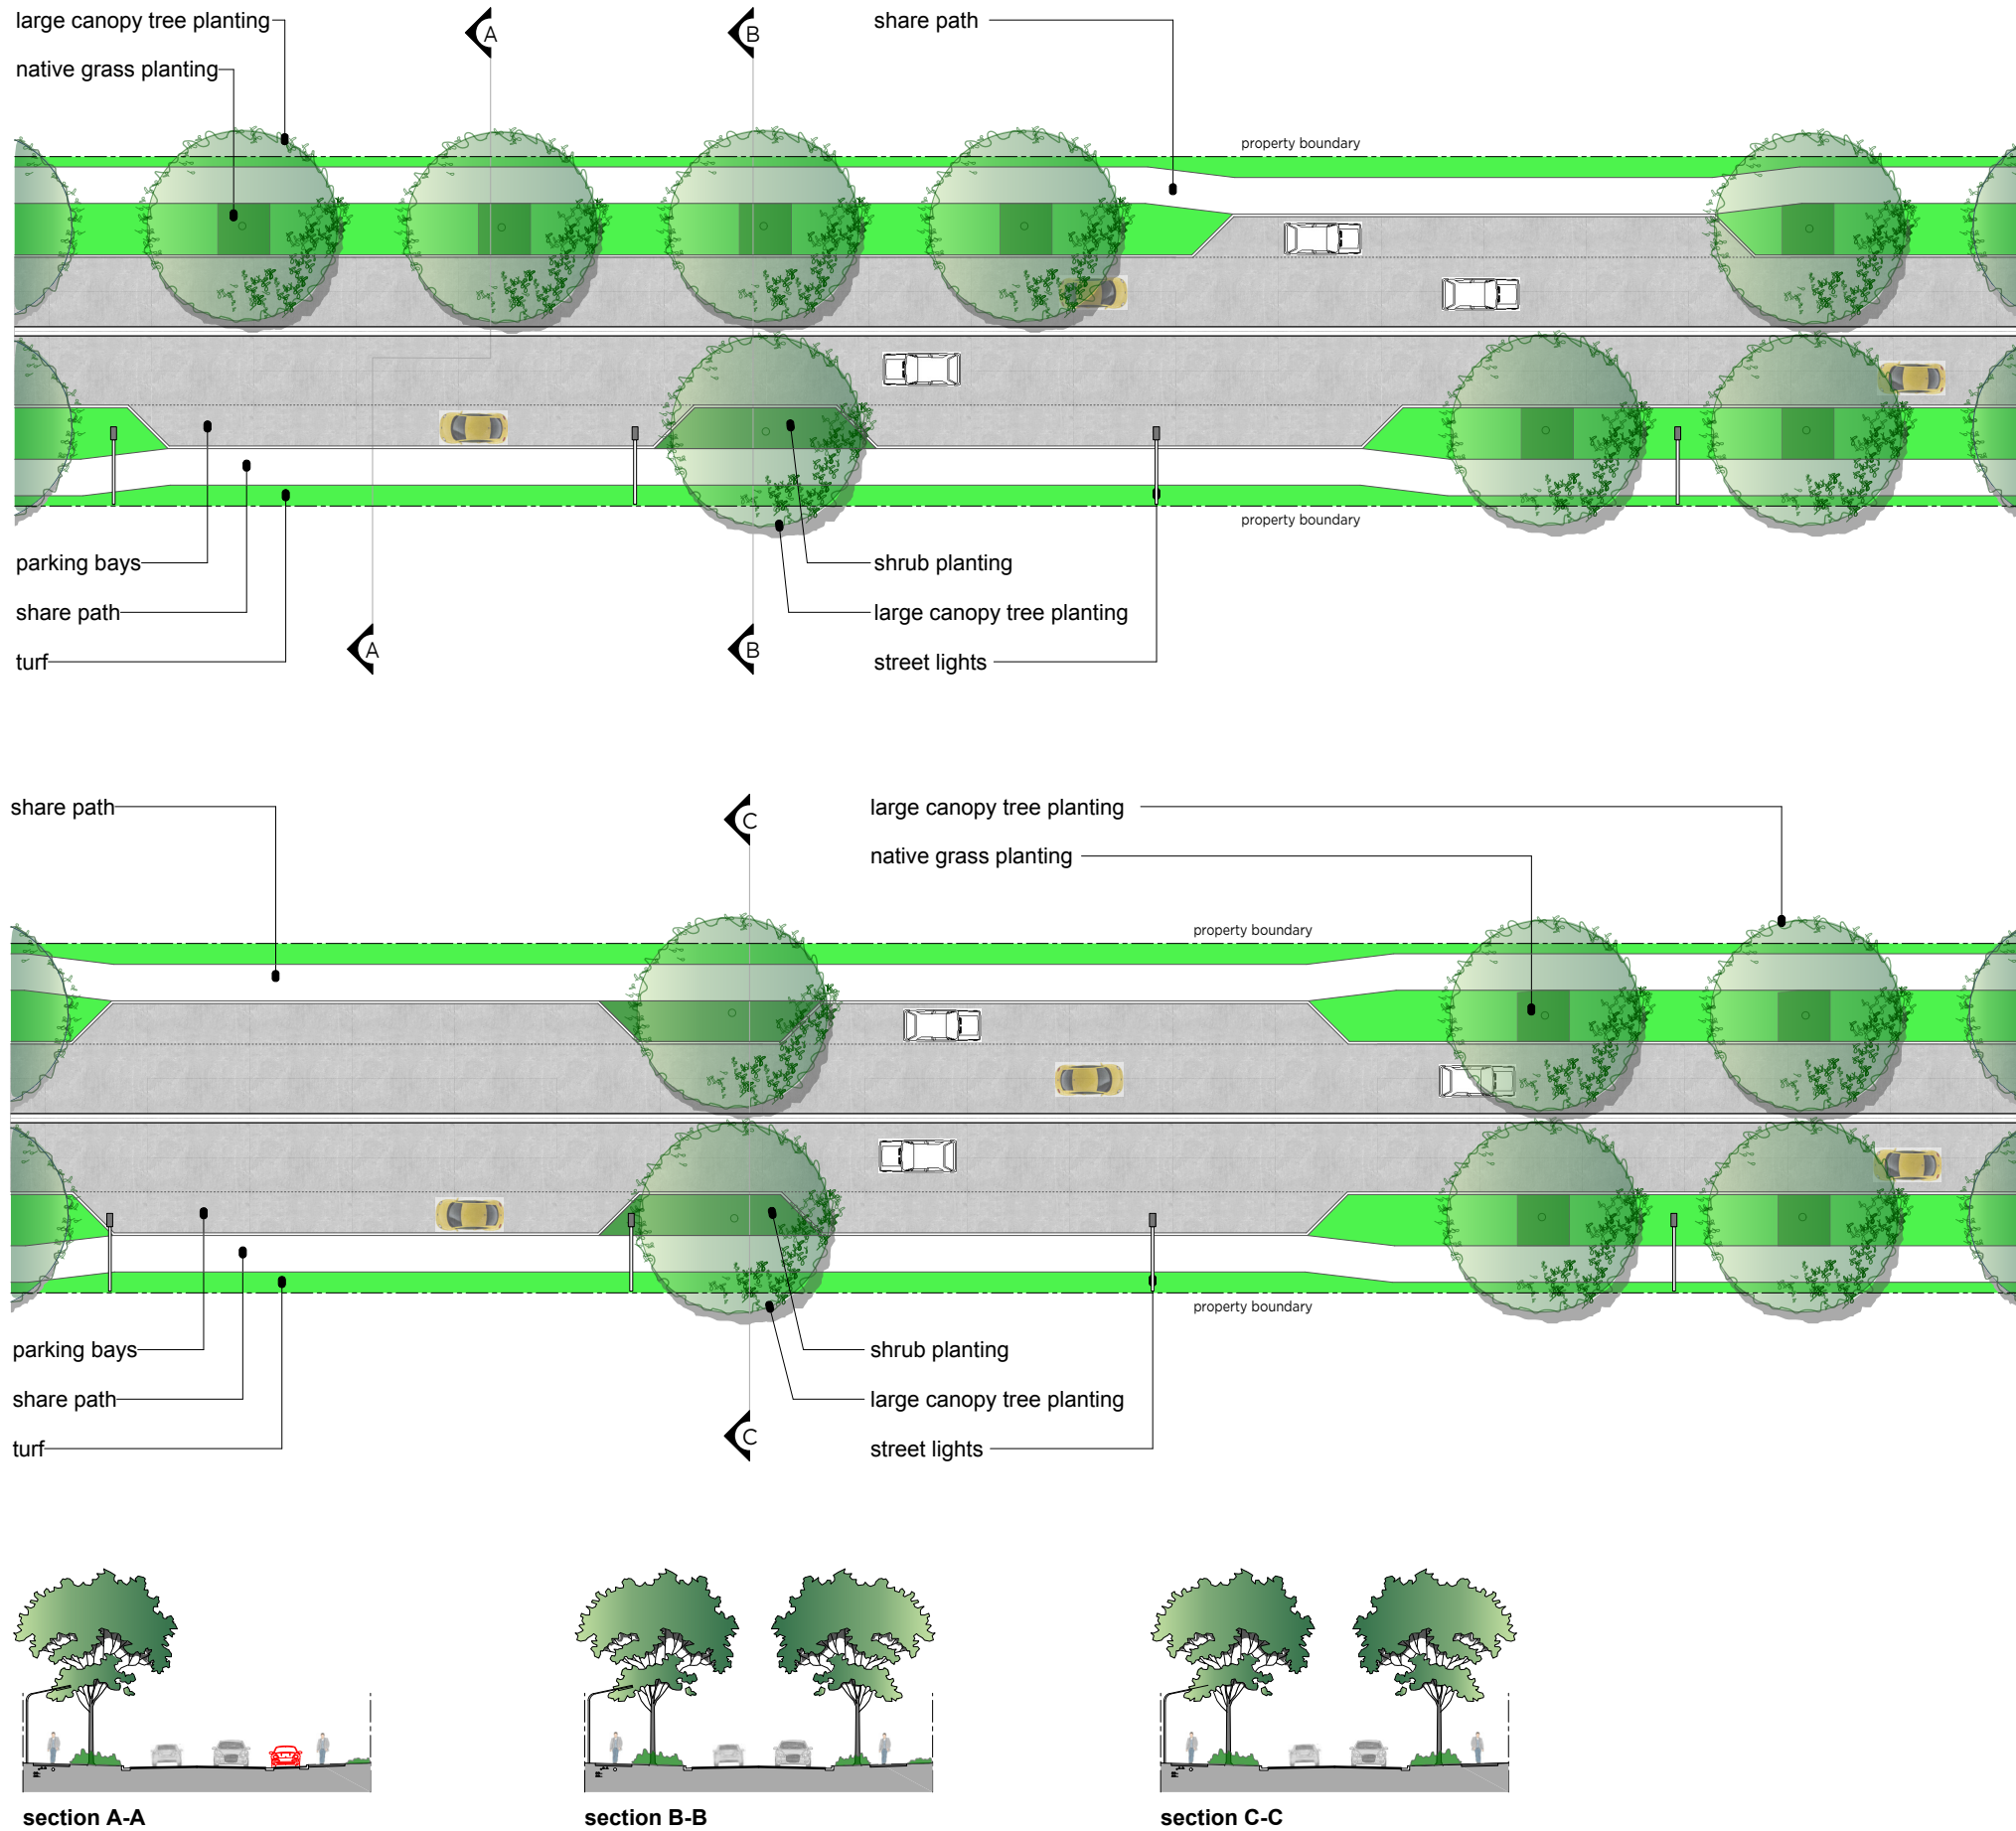 large canopy tree planting
native grass planting
A
B
share path
property boundary
property boundary
parking bays
share path
turf
A
B
shrub planting
large canopy tree planting
street lights
share path
C
large canopy tree planting
native grass planting
property boundary
property boundary
parking bays
share path
turf
C
shrub planting
large canopy tree planting
street lights
section A-A
section B-B
section C-C